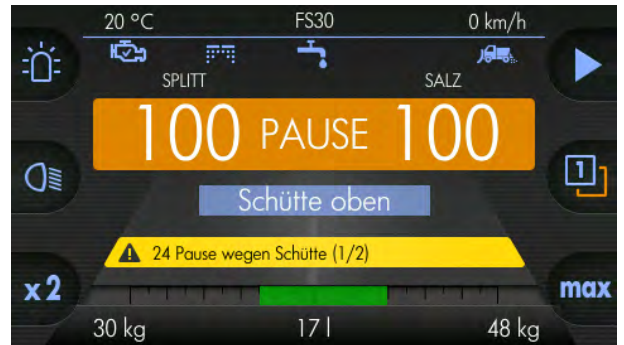 20 °C FS30 0 km/h
SPLITT SALZ
100 PAUSE 100
1
Schütte oben
24 Pause wegen Schütte (1/2)
x2 max
30 kg 17 l 48 kg